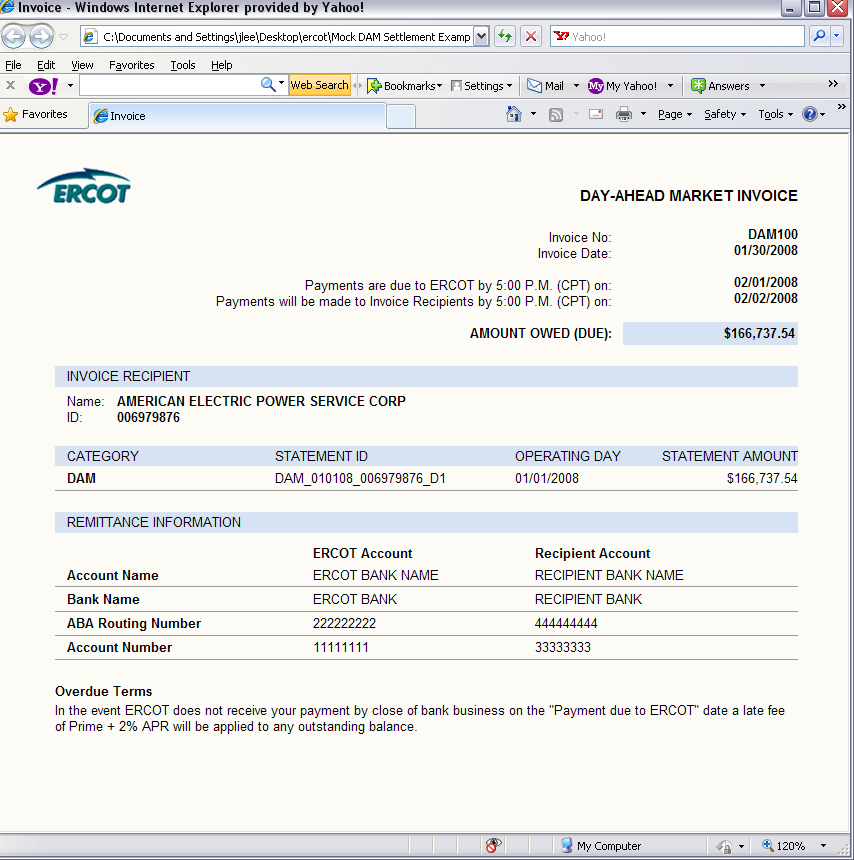 Invoice - Windows Internet Explorer provided by Yahoo!
C:\Documents and Settings\jlee\Desktop\ercot\Mock DAM Settlement Examp
Yahoo!
File Edit View Favorites Tools Help
Y! Web Search Bookmarks Settings Mail My Yahoo! Answers »
Favorites Invoice Page Safety Tools »
ERCOT
DAY-AHEAD MARKET INVOICE
Invoice No: DAM100
Invoice Date: 01/30/2008
Payments are due to ERCOT by 5:00 P.M. (CPT) on: 02/01/2008
Payments will be made to Invoice Recipients by 5:00 P.M. (CPT) on: 02/02/2008
AMOUNT OWED (DUE): $166,737.54
INVOICE RECIPIENT
Name: AMERICAN ELECTRIC POWER SERVICE CORP
ID: 006979876
CATEGORY STATEMENT ID OPERATING DAY STATEMENT AMOUNT
DAM DAM_010108_006979876_D1 01/01/2008 $166,737.54
REMITTANCE INFORMATION
ERCOT Account Recipient Account
Account Name ERCOT BANK NAME RECIPIENT BANK NAME
Bank Name ERCOT BANK RECIPIENT BANK
ABA Routing Number 222222222 444444444
Account Number 11111111 33333333
Overdue Terms
In the event ERCOT does not receive your payment by close of bank business on the "Payment due to ERCOT" date a late fee
of Prime + 2% APR will be applied to any outstanding balance.
My Computer 120%